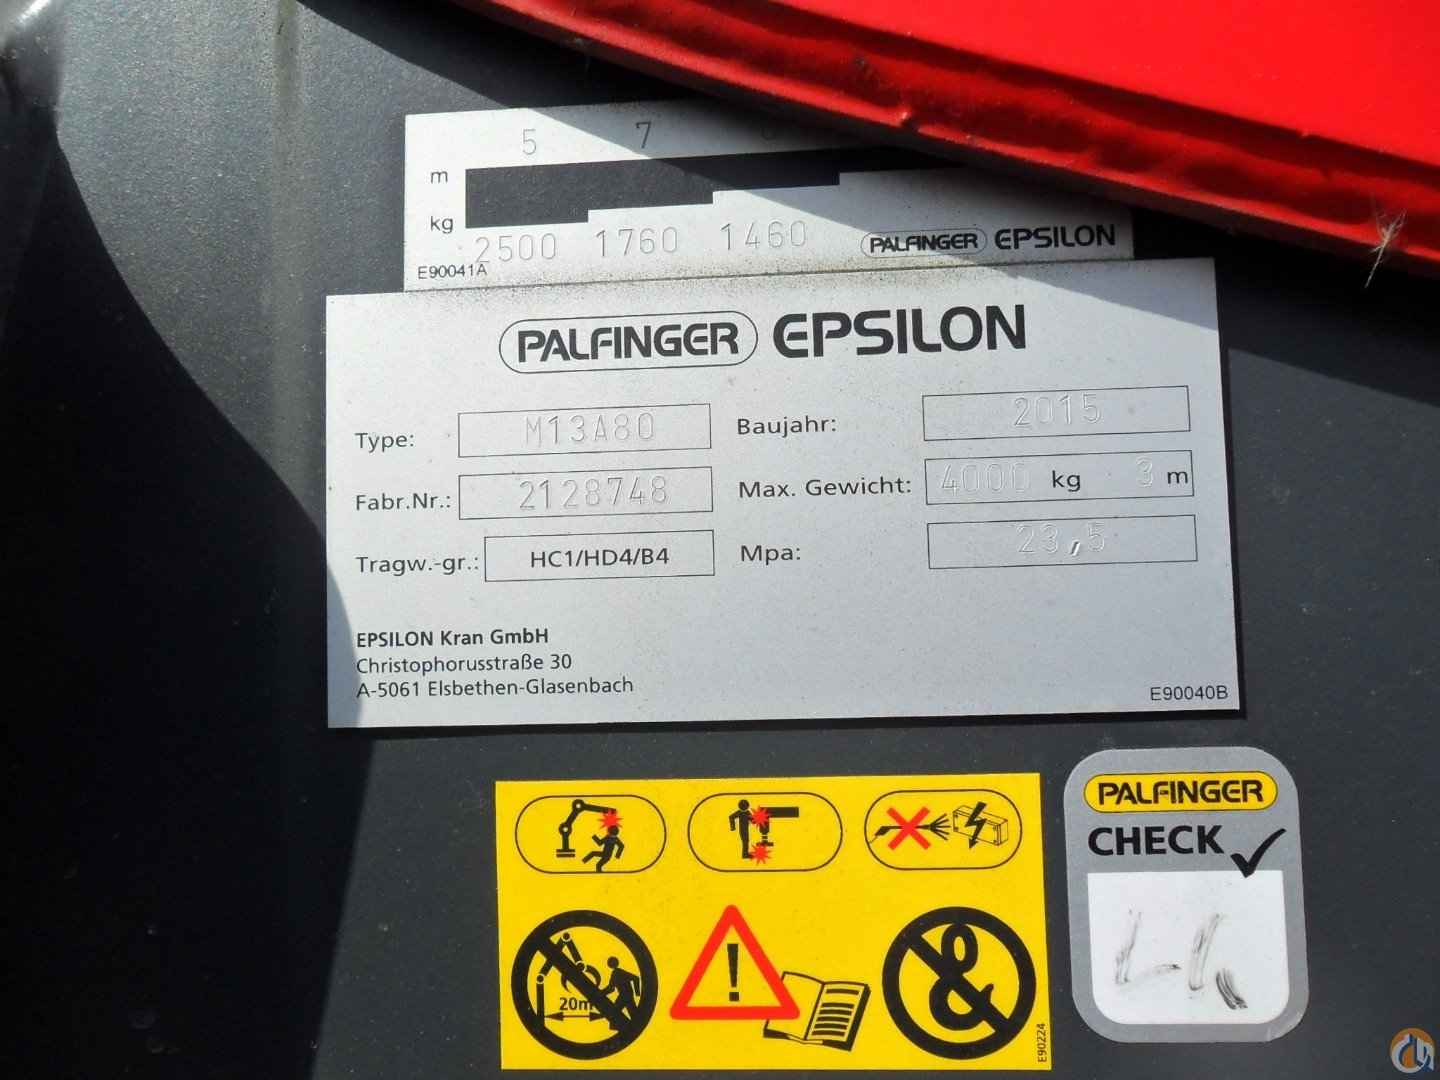 5 7
m
kg
2500 1760 1460 PALFINGER EPSILON
E90041A
PALFINGER EPSILON
Type: M13A80 Baujahr: 2015
Fabr.Nr.: 2128748 Max. Gewicht: 4000 kg 3 m
Tragw.-gr.: HC1/HD4/B4 Mpa: 23,5
EPSILON Kran GmbH
Christophorusstraße 30
A-5061 Elsbethen-Glasenbach
E90040B
20m
!
E90224
PALFINGER
CHECK